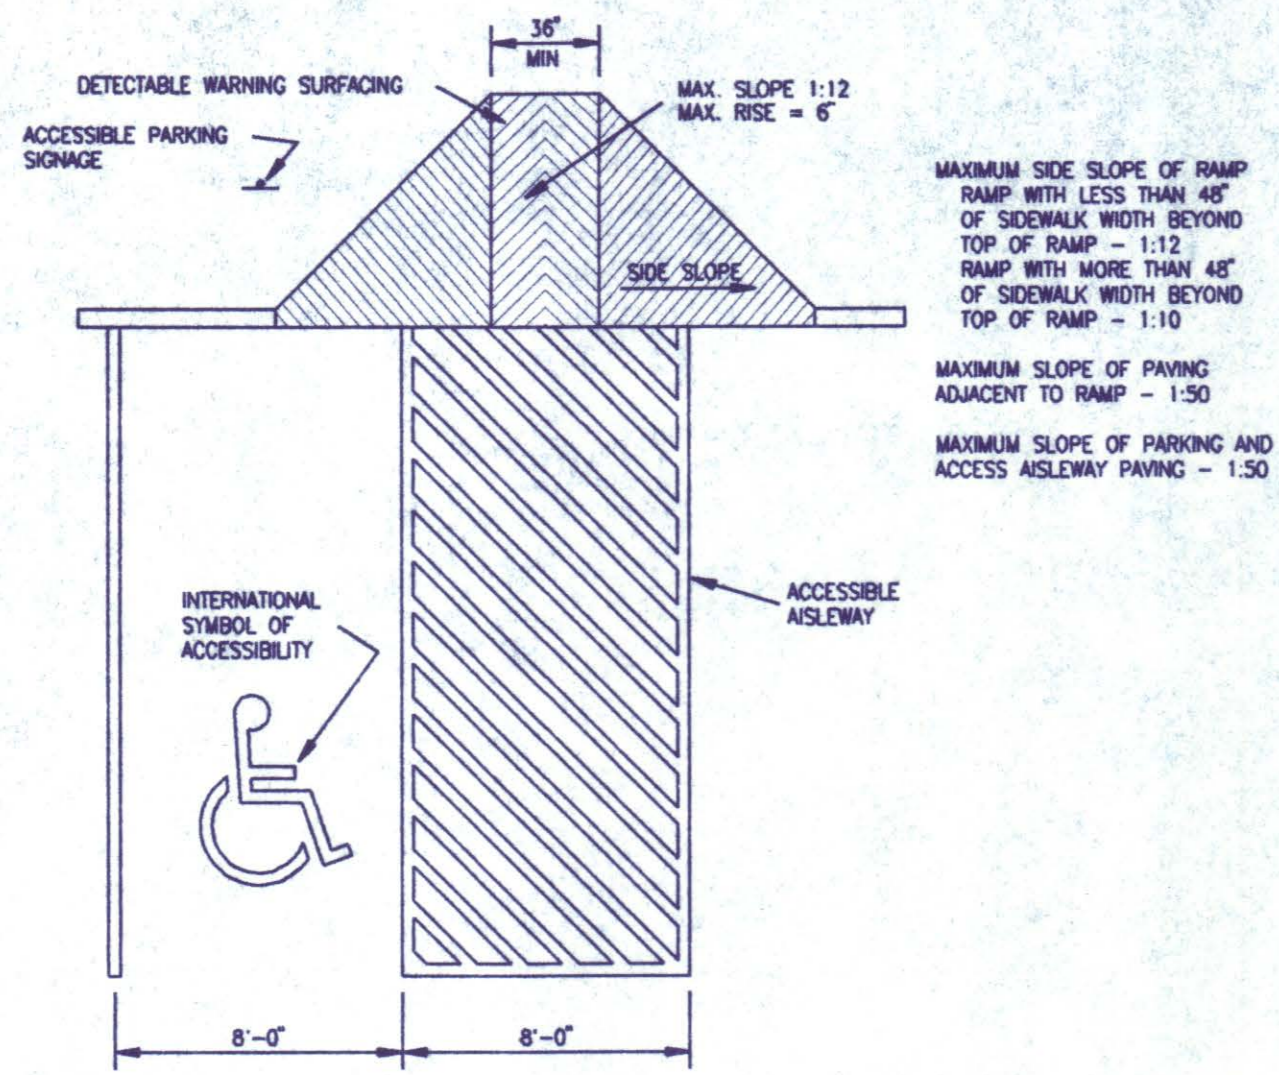 36"
MIN
DETECTABLE WARNING SURFACING
MAX. SLOPE 1:12
MAX. RISE = 6"
ACCESSIBLE PARKING
SIGNAGE
SIDE SLOPE
MAXIMUM SIDE SLOPE OF RAMP
RAMP WITH LESS THAN 48"
OF SIDEWALK WIDTH BEYOND
TOP OF RAMP - 1:12
RAMP WITH MORE THAN 48"
OF SIDEWALK WIDTH BEYOND
TOP OF RAMP - 1:10
MAXIMUM SLOPE OF PAVING
ADJACENT TO RAMP - 1:50
MAXIMUM SLOPE OF PARKING AND
ACCESS AISLEWAY PAVING - 1:50
INTERNATIONAL
SYMBOL OF
ACCESSIBILITY
ACCESSIBLE
AISLEWAY
8'-0"
8'-0"